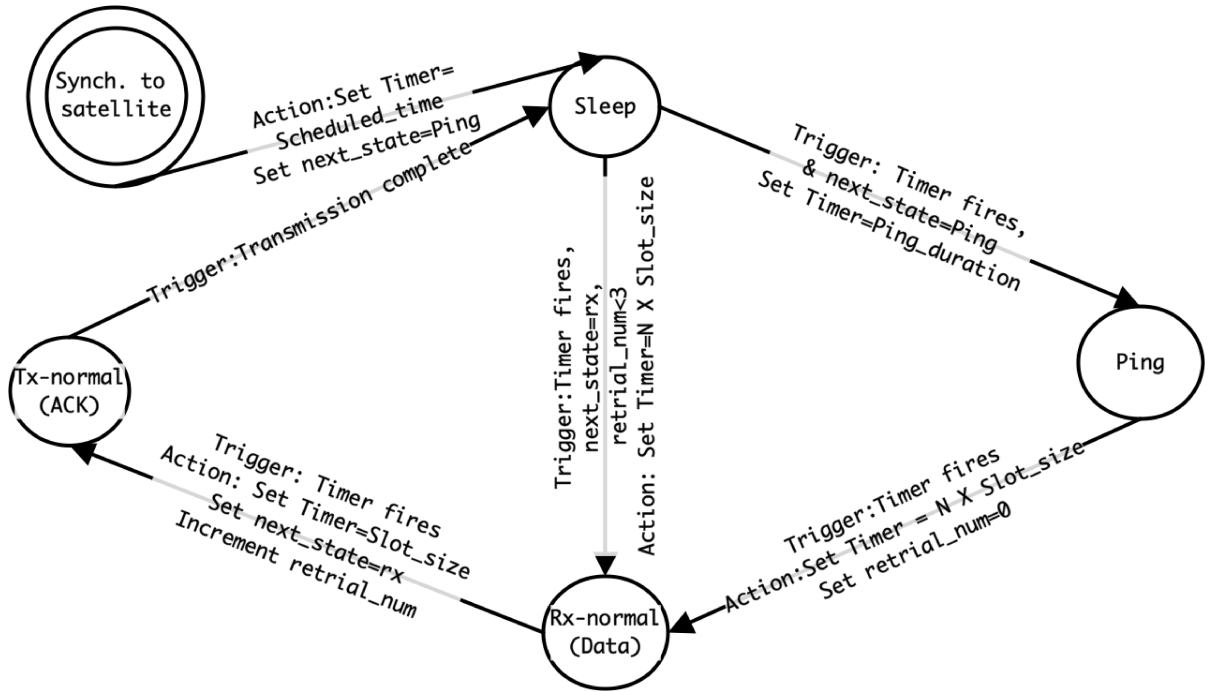 Synch. to
satellite
Action:Set Timer=
Scheduled_time
Set next_state=Ping
Sleep
Trigger:Transmission complete
Trigger: Timer fires,
& next_state=Ping
Set Timer=Ping_duration
Trigger:Timer fires,
next_state=rx,
retrial_num<3
Action: Set Timer=N X Slot_size
Ping
Tx-normal
(ACK)
Trigger: Timer fires
Action: Set Timer=Slot_size
Set next_state=rx
Increment retrial_num
Trigger:Timer fires
Action:Set Timer = N X Slot_size
Set retrial_num=0
Rx-normal
(Data)